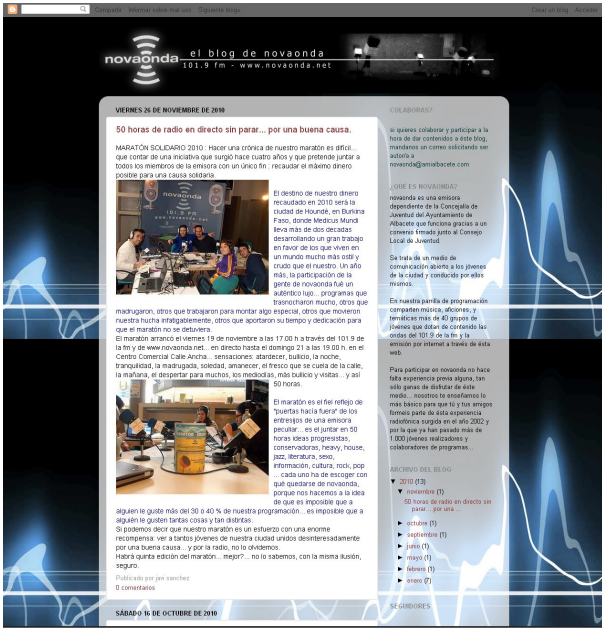 Compartir Informar sobre mal uso Siguiente blog» Crear un blog Acceder
novaonda
el blog de novaonda
101.9 fm - www.novaonda.net
VIERNES 26 DE NOVIEMBRE DE 2010
50 horas de radio en directo sin parar... por una buena causa.
MARATÓN SOLIDARIO 2010 : Hacer una crónica de nuestro maratón es difícil...
que contar de una iniciativa que surgió hace cuatro años y que pretende juntar a
todos los miembros de la emisora con un único fin ; recaudar el máximo dinero
posible para una causa solidaria.
novaonda
101.9 FM
El destino de nuestro dinero
recaudado en 2010 será la
ciudad de Houndé, en Burkina
Faso, donde Medicus Mundi
lleva más de dos decadas
desarrollando un gran trabajo
en favor de los que viven en
un mundo mucho más ostil y
crudo que el nuestro. Un año
más, la participación de la
gente de novaonda fué un
auténtico lujo... programas que
trasnocharon mucho, otros que
madrugaron, otros que trabajaron para montar algo especial, otros que movieron
nuestra hucha infatigablemente, otros que aportaron su tiempo y dedicación para
que el maratón no se detuviera.
El maratón arrancó el viernes 19 de noviembre a las 17.00 h a través del 101.9 de
la fm y de www.novaonda.net... en directo hasta el domingo 21 a las 19.00 h. en el
Centro Comercial Calle Ancha... sensaciones: atardecer, bullicio, la noche,
tranquilidad, la madrugada, soledad, amanecer, el fresco que se cuela de la calle,
la mañana, el despertar para muchos, los mediodías, más bullicio y visitas... y así
50 horas.
El maratón es el fiel reflejo de
"puertas hacia fuera" de los
entresijos de una emisora
peculiar... es el juntar en 50
horas ideas progresistas,
conservadoras, heavy, house,
jazz, literatura, sexo,
información, cultura, rock, pop
... cada uno ha de escoger con
qué quedarse de novaonda,
porque nos hacemos a la idea
de que es imposible que a
alguien le guste más del 30 o 40 % de nuestra programación... es imposible que a
alguién le gusten tantas cosas y tan distintas.
Si podemos decir que nuestro maratón es un esfuerzo con una enorme
recompensa: ver a tantos jóvenes de nuestra ciudad unidos desinteresadamente
por una buena causa... y por la radio, no lo olvidemos.
Habrá quinta edición del maratón... mejor?... no lo sabemos, con la misma ilusión,
seguro.
Publicado por javi sanchez
0 comentarios
SÁBADO 16 DE OCTUBRE DE 2010
COLABORAS?
si quieres colaborar y participar a la
hora de dar contenidos a éste blog,
mandanos un correo solicitando ser
autor/a a
novaonda@amialbacete.com
¿QUÉ ES NOVAONDA?
novaonda es una emisora
dependiente de la Concejalía de
Juventud del Ayuntamiento de
Albacete que funciona gracias a un
convenio firmado junto al Consejo
Local de Juventud.
Se trata de un medio de
comunicación abierto a los jóvenes
de la ciudad y conducido por ellos
mismos.
En nuestra parrilla de programación
comparten música, aficiones, y
temáticas más de 40 grupos de
jóvenes que dotan de contenido las
ondas del 101.9 de la fm y la
emisión por internet a través de ésta
web.
Para participar en novaonda no hace
falta experiencia previa alguna, tan
sólo ganas de disfrutar de éste
medio... nosotros te enseñamos lo
más básico para que tú y tus amigos
formeis parte de ésta experiencia
radiofónica surgida en el año 2002 y
por la que ya han pasado más de
1.000 jóvenes realizadores y
colaboradores de programas...
ARCHIVO DEL BLOG
▼ 2010 (13)
▼ noviembre (1)
50 horas de radio en directo sin
parar... por una ...
► octubre (1)
► septiembre (1)
► junio (1)
► mayo (1)
► febrero (1)
► enero (7)
SEGUIDORES